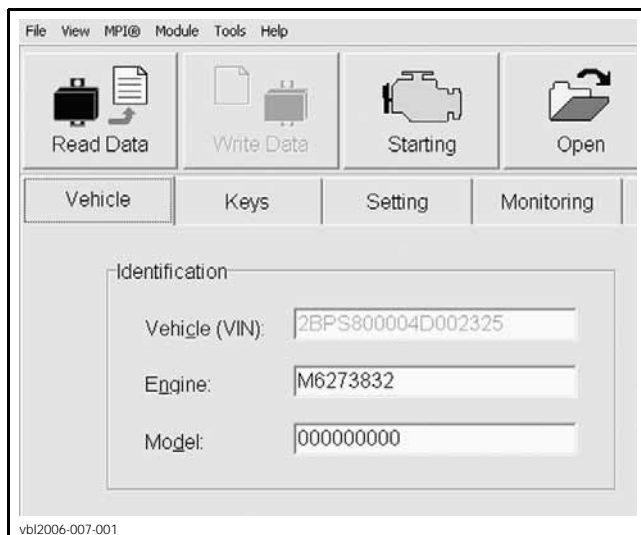 File View MPI® Module Tools Help
Read Data Write Data Starting Open
Vehicle Keys Setting Monitoring
Identification
Vehicle (VIN): 2BPS800004D002325
Engine: M6273832
Model: 000000000
vbl2006-007-001